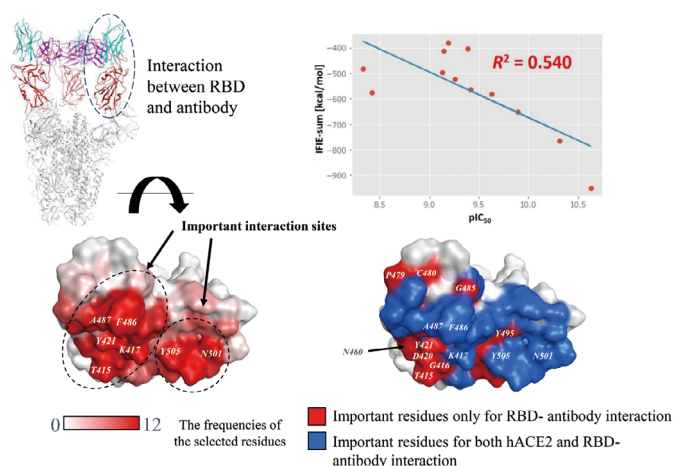 Interaction
between RBD
and antibody
R² = 0.540
IFIE-sum [kcal/mol]
−400
−500
−600
−700
−800
−900
8.5
9.0
9.5
10.0
10.5
pIC50
Important interaction sites
A487 F486
Y421
K417
T415
Y505 N501
P479 C480
G485
A487 F486
Y495
N460
Y421
D420
K417
G416
T415
Y505
N501
0 12
The frequencies of
the selected residues
Important residues only for RBD- antibody interaction
Important residues for both hACE2 and RBD-
antibody interaction